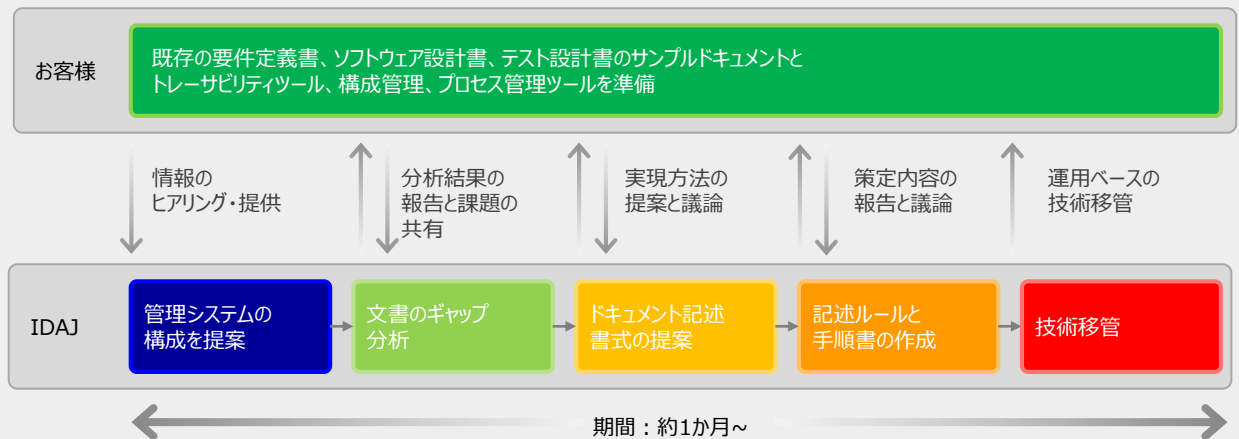 お客様
既存の要件定義書、ソフトウェア設計書、テスト設計書のサンプルドキュメントと
トレーサビリティツール、構成管理、プロセス管理ツールを準備
情報の
ヒアリング・提供
分析結果の
報告と課題の
共有
実現方法の
提案と議論
策定内容の
報告と議論
運用ベースの
技術移管
IDAJ
管理システムの
構成を提案
文書のギャップ
分析
ドキュメント記述
書式の提案
記述ルールと
手順書の作成
技術移管
期間：約1か月~